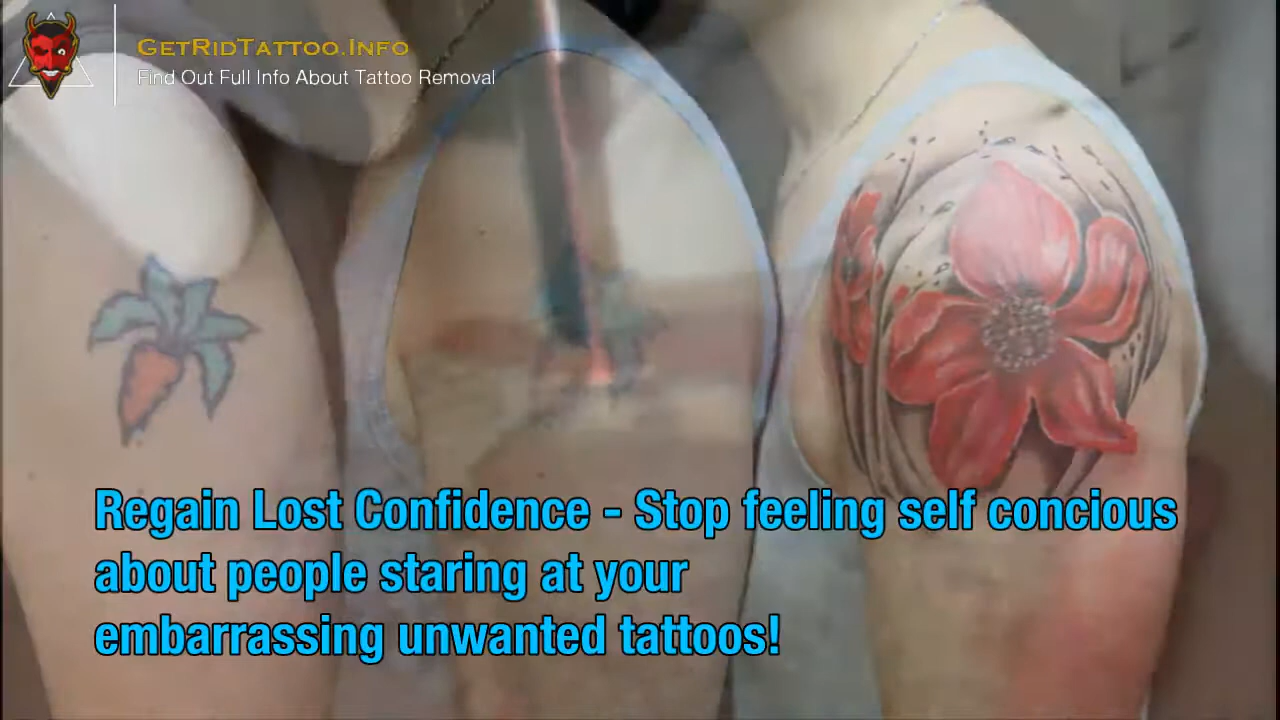 GetRidTattoo.Info
Find Out Full Info About Tattoo Removal
Regain Lost Confidence - Stop feeling self concious
about people staring at your
embarrassing unwanted tattoos!